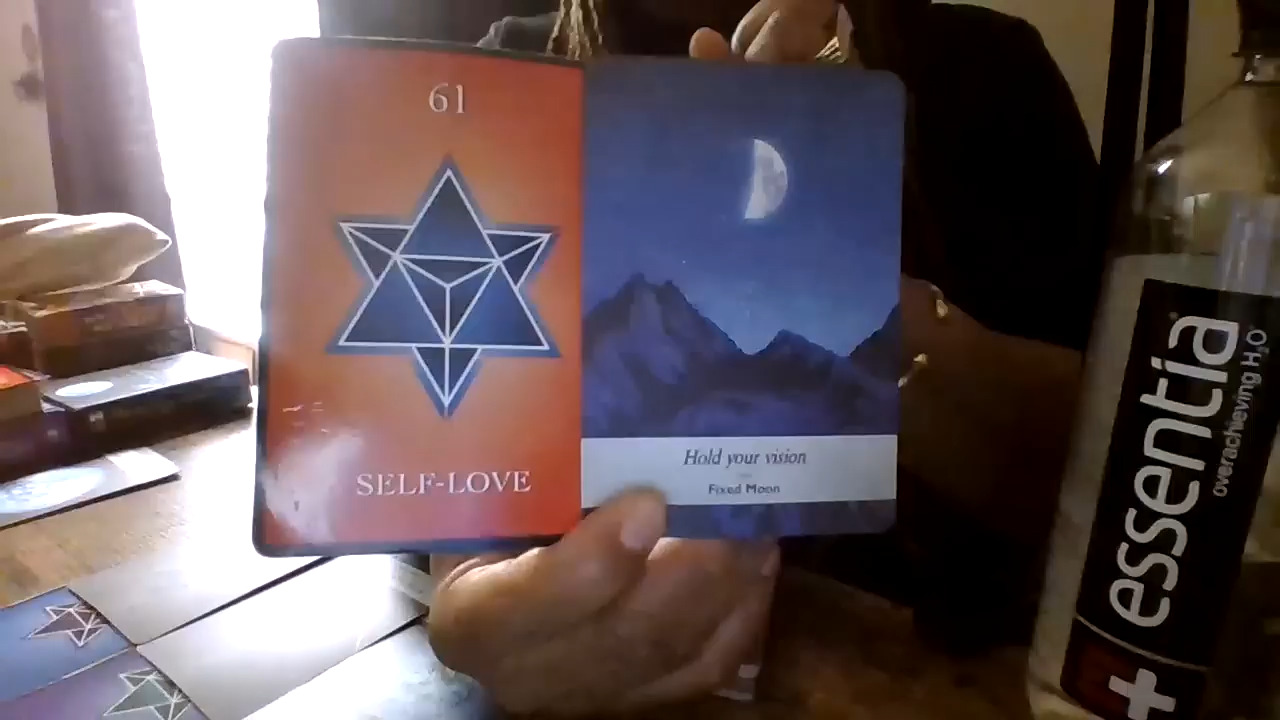 61
SELF-LOVE
Hold your vision
Fixed Moon
essentia
overachieving H₂O